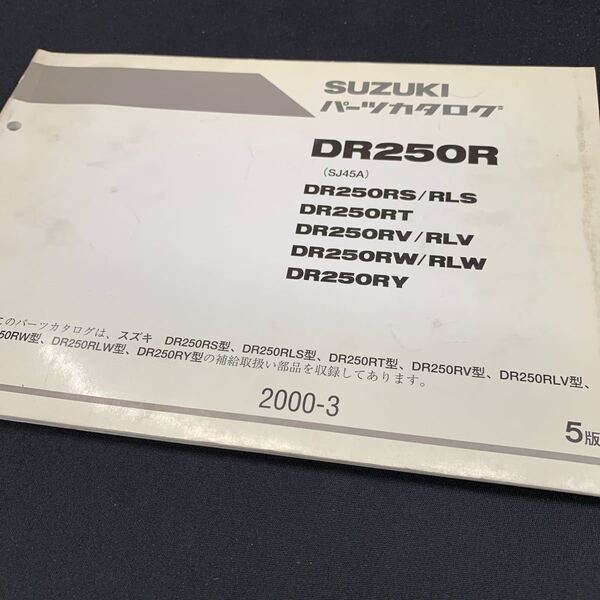 SUZUKI
パーツカタログ
DR250R
(SJ45A)
DR250RS/RLS
DR250RT
DR250RV/RLV
DR250RW/RLW
DR250RY
このパーツカタログは、スズキ DR250RS型、DR250RLS型、DR250RT型、DR250RV型、DR250RLV型、
50RW型、DR250RLW型、DR250RY型の補給取扱い部品を収録してあります。
2000-3
5版